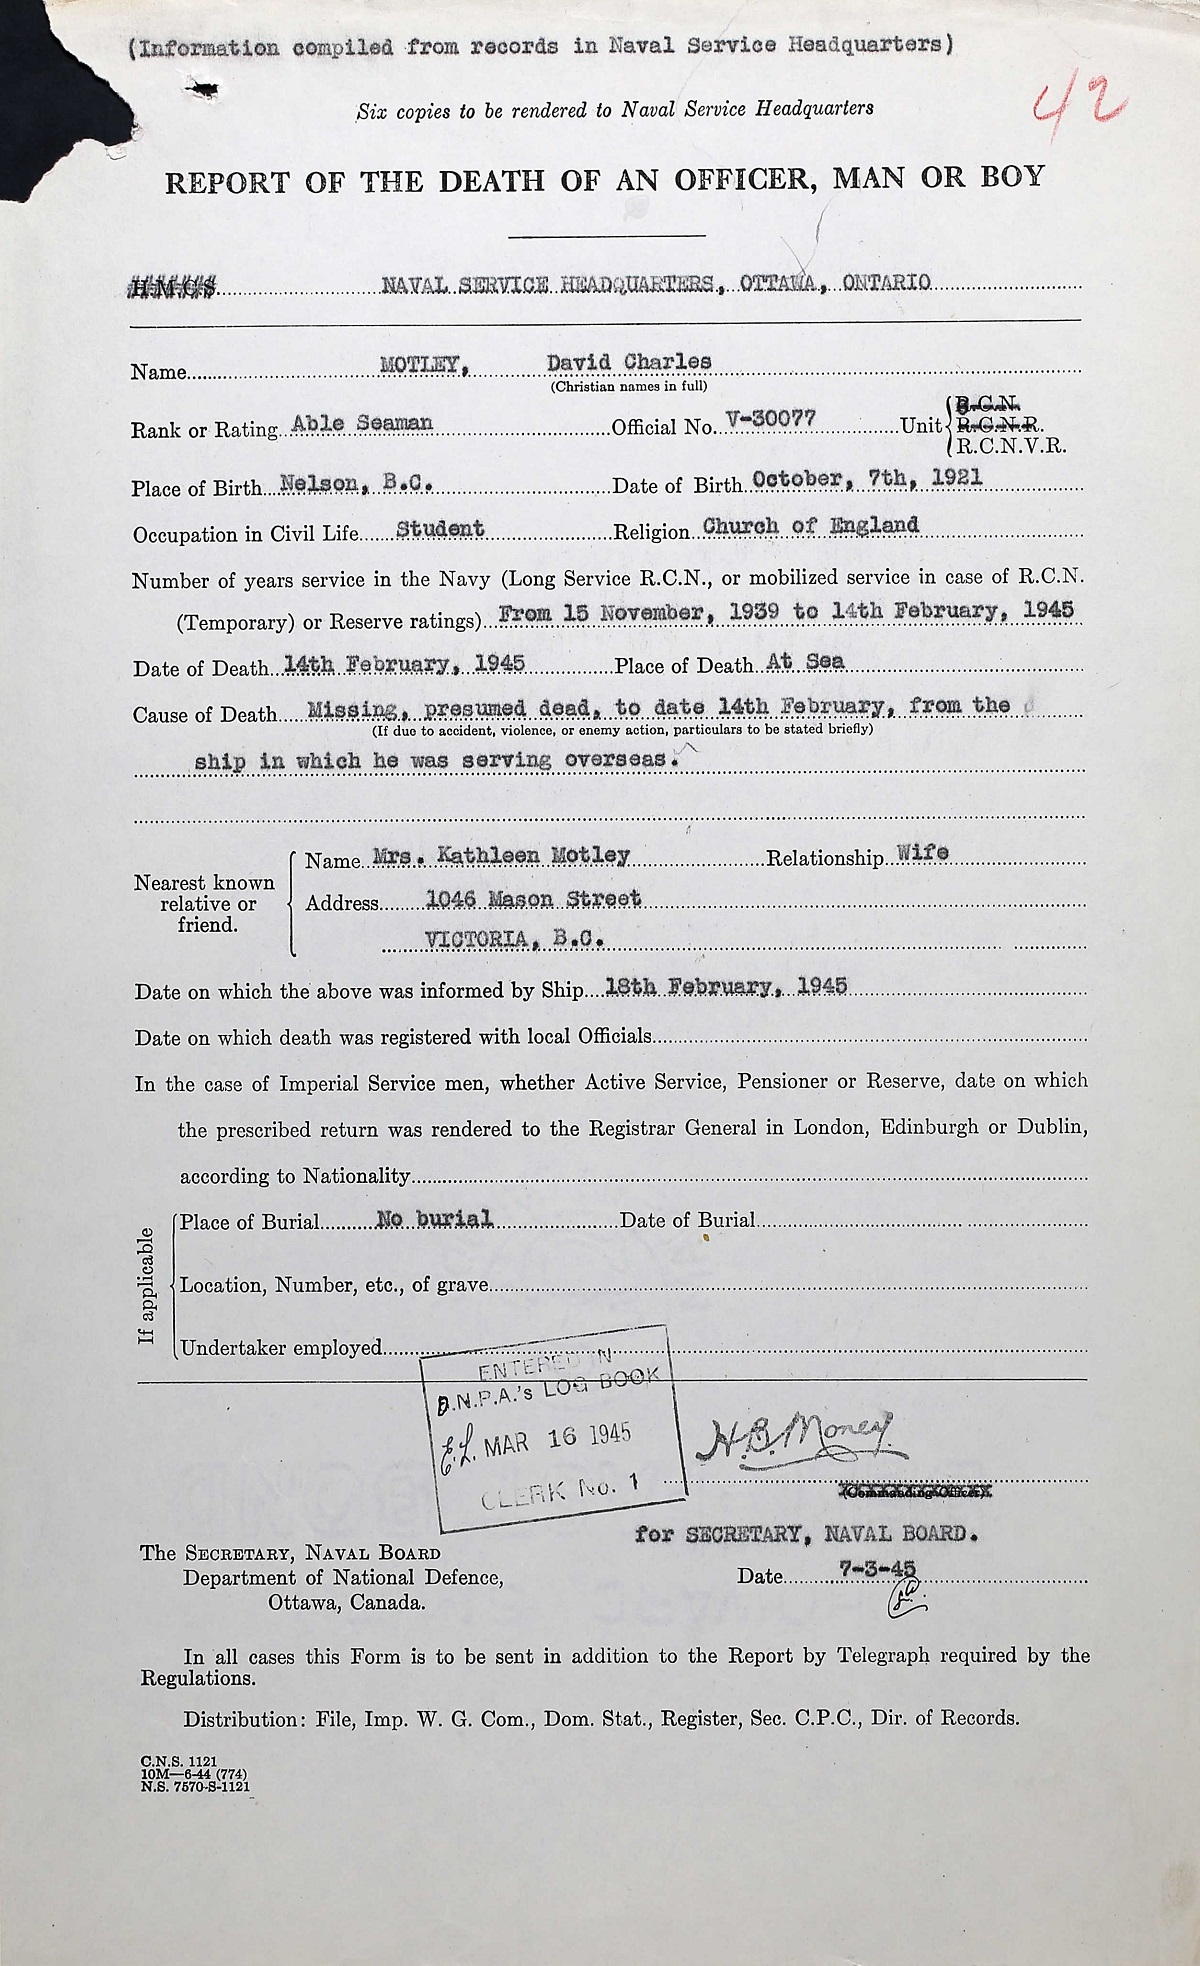 (Information compiled from records in Naval Service Headquarters)
42
Six copies to be rendered to Naval Service Headquarters
REPORT OF THE DEATH OF AN OFFICER, MAN OR BOY
H.M.C.S. NAVAL SERVICE HEADQUARTERS, OTTAWA, ONTARIO
Name MOTLEY, David Charles
(Christian names in full)
R.C.N.
Rank or Rating Able Seaman Official No. V-30077 Unit R.C.N.R.
R.C.N.V.R.
Place of Birth Nelson, B.C. Date of Birth October, 7th, 1921
Occupation in Civil Life Student Religion Church of England
Number of years service in the Navy (Long Service R.C.N., or mobilized service in case of R.C.N.
(Temporary) or Reserve ratings) From 15 November, 1939 to 14th February, 1945
Date of Death 14th February, 1945 Place of Death At Sea
Cause of Death Missing, presumed dead, to date 14th February, from the
(If due to accident, violence, or enemy action, particulars to be stated briefly)
ship in which he was serving overseas.
Nearest known relative or friend.
Name Mrs. Kathleen Motley Relationship Wife
Address 1046 Mason Street
VICTORIA, B.C.
Date on which the above was informed by Ship 18th February, 1945
Date on which death was registered with local Officials
In the case of Imperial Service men, whether Active Service, Pensioner or Reserve, date on which
the prescribed return was rendered to the Registrar General in London, Edinburgh or Dublin,
according to Nationality
If applicable
Place of Burial No burial Date of Burial
Location, Number, etc., of grave
Undertaker employed
ENTERED IN
D.N.P.A.'s LOG BOOK
E.L. MAR 16 1945
CLERK No. 1
H.B. Money
(Commanding Officer)
for SECRETARY, NAVAL BOARD.
The SECRETARY, NAVAL BOARD
Department of National Defence,
Ottawa, Canada.
Date 7-3-45
In all cases this Form is to be sent in addition to the Report by Telegraph required by the
Regulations.
Distribution: File, Imp. W. G. Com., Dom. Stat., Register, Sec. C.P.C., Dir. of Records.
C.N.S. 1121
10M—6-44 (774)
N.S. 7570-S-1121